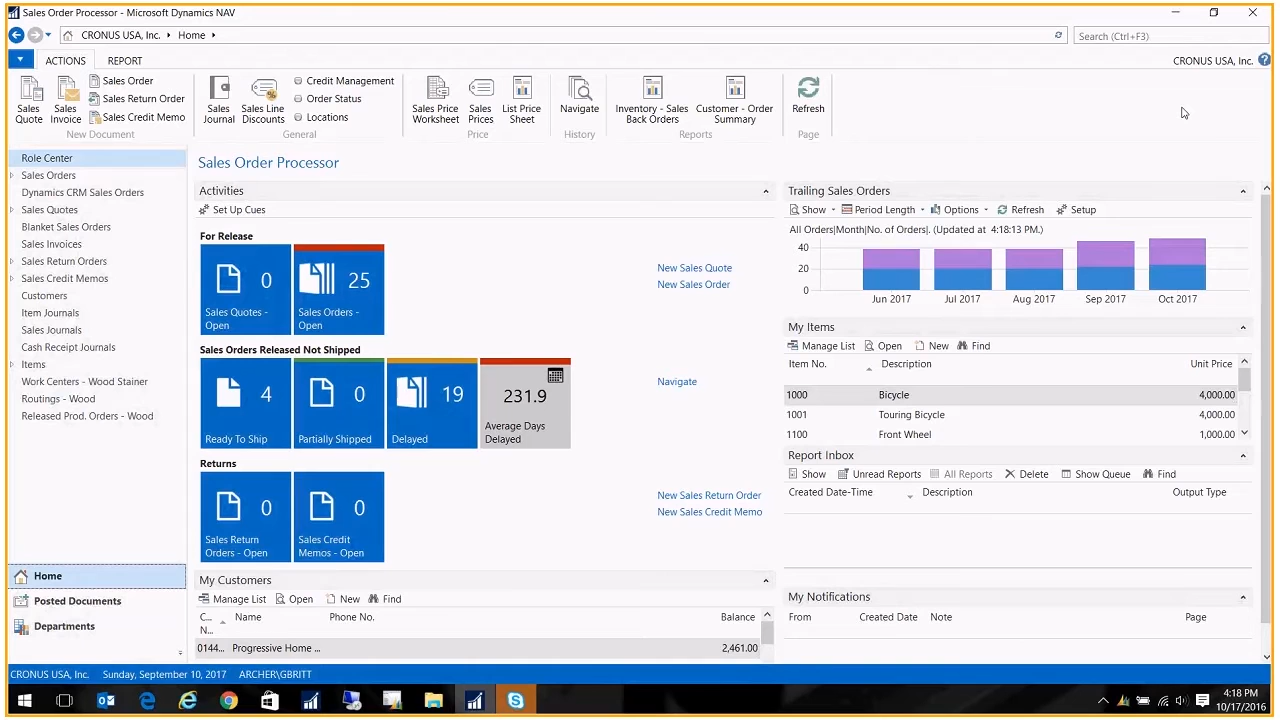 Sales Order Processor - Microsoft Dynamics NAV
CRONUS USA, Inc. Home
Search (Ctrl+F3)
ACTIONS REPORT
CRONUS USA, Inc.
Sales Quote
Sales Invoice
Sales Order
Sales Return Order
Sales Credit Memo
New Document
Sales Journal
Sales Line Discounts
Credit Management
Order Status
Locations
General
Sales Price Worksheet
Sales Prices
List Price Sheet
Price
Navigate
History
Inventory - Sales Back Orders
Customer - Order Summary
Reports
Refresh
Page
Role Center
Sales Orders
Dynamics CRM Sales Orders
Sales Quotes
Blanket Sales Orders
Sales Invoices
Sales Return Orders
Sales Credit Memos
Customers
Item Journals
Sales Journals
Cash Receipt Journals
Items
Work Centers - Wood Stainer
Routings - Wood
Released Prod. Orders - Wood
Home
Posted Documents
Departments
Sales Order Processor
Activities
Set Up Cues
For Release
0
Sales Quotes -
Open
25
Sales Orders -
Open
New Sales Quote
New Sales Order
Sales Orders Released Not Shipped
4
Ready To Ship
0
Partially Shipped
19
Delayed
231.9
Average Days
Delayed
Navigate
Returns
0
Sales Return
Orders - Open
0
Sales Credit
Memos - Open
New Sales Return Order
New Sales Credit Memo
My Customers
Manage List Open New Find
C... Name Phone No. Balance
N...
0144... Progressive Home ... 2,461.00
Trailing Sales Orders
Show Period Length Options Refresh Setup
All Orders|Month|No. of Orders|. (Updated at 4:18:13 PM.)
40
20
0
Jun 2017 Jul 2017 Aug 2017 Sep 2017 Oct 2017
My Items
Manage List Open New Find
Item No. Description Unit Price
1000 Bicycle 4,000.00
1001 Touring Bicycle 4,000.00
1100 Front Wheel 1,000.00
Report Inbox
Show Unread Reports All Reports Delete Show Queue Find
Created Date-Time Description Output Type
My Notifications
From Created Date Note Page
CRONUS USA, Inc. Sunday, September 10, 2017 ARCHER\GBRITT
4:18 PM
10/17/2016